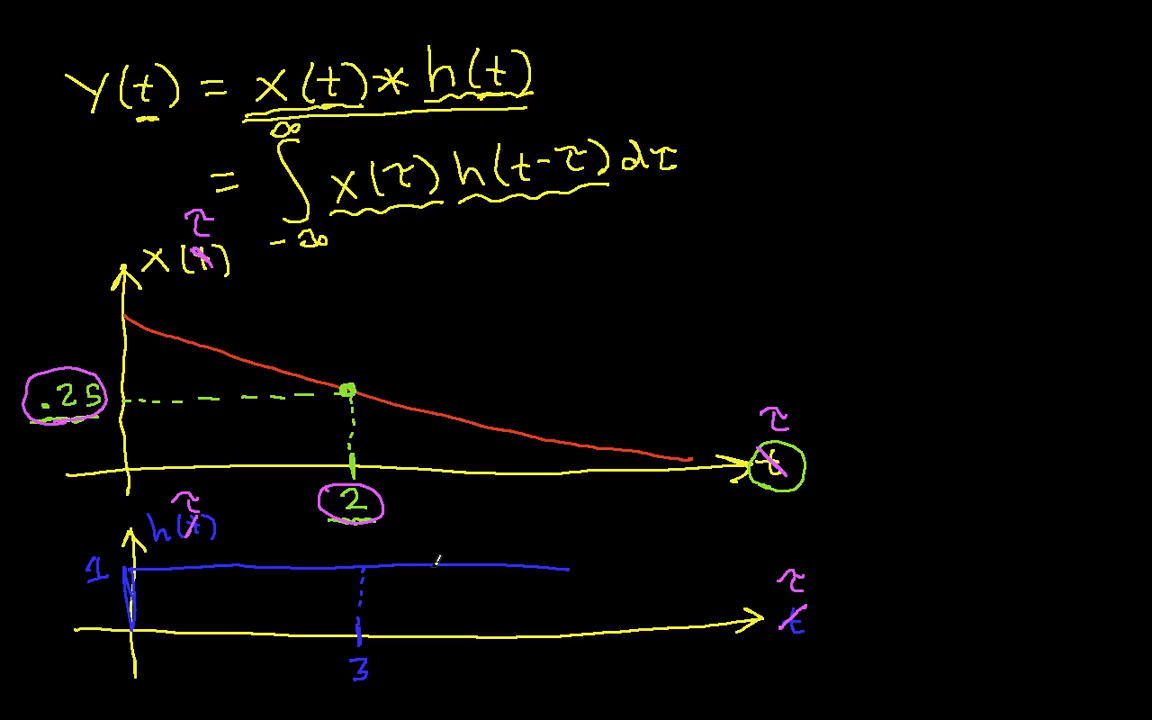 Y(t) = x(t) * h(t)
= ∫_{-∞}^{∞} x(τ) h(t-τ) dτ
τ
x(t)
.25
τ
t
2
τ
h(t)
1
τ
t
3